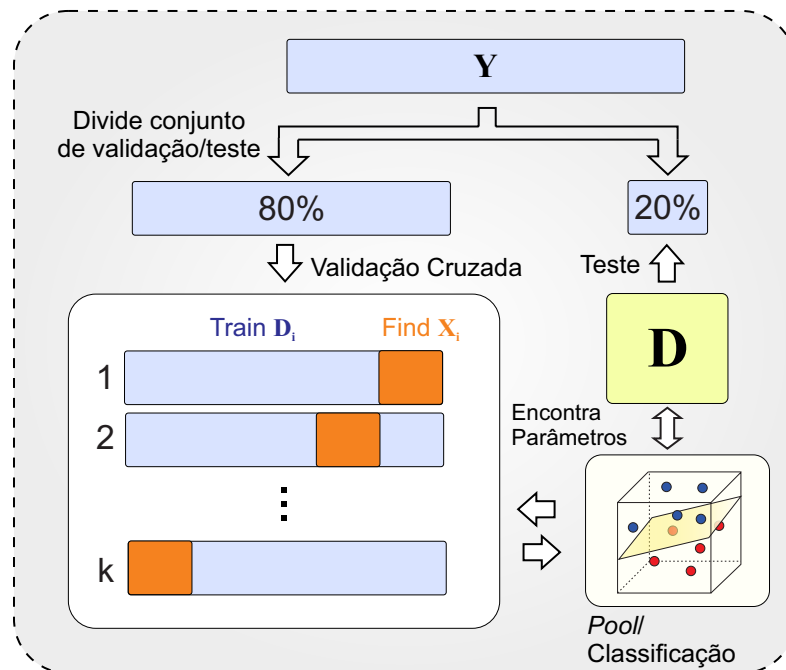 Y
Divide conjunto
de validação/teste
80%
20%
Validação Cruzada
Teste
Train Dᵢ
Find Xᵢ
1
2
k
D
Encontra
Parâmetros
Pool/
Classificação